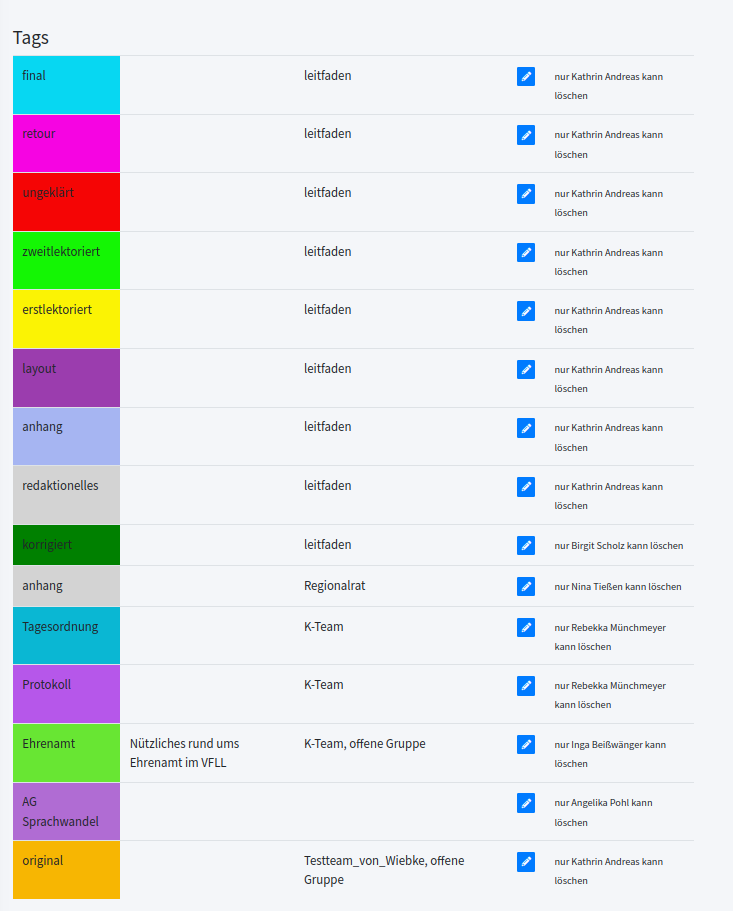 Tags
final leitfaden nur Kathrin Andreas kann
löschen
retour leitfaden nur Kathrin Andreas kann
löschen
ungeklärt leitfaden nur Kathrin Andreas kann
löschen
zweitlektoriert leitfaden nur Kathrin Andreas kann
löschen
erstlektoriert leitfaden nur Kathrin Andreas kann
löschen
layout leitfaden nur Kathrin Andreas kann
löschen
anhang leitfaden nur Kathrin Andreas kann
löschen
redaktionelles leitfaden nur Kathrin Andreas kann
löschen
korrigiert leitfaden nur Birgit Scholz kann löschen
anhang Regionalrat nur Nina Tießen kann löschen
Tagesordnung K-Team nur Rebekka Münchmeyer
kann löschen
Protokoll K-Team nur Rebekka Münchmeyer
kann löschen
Ehrenamt Nützliches rund ums K-Team, offene Gruppe nur Inga Beißwänger kann
Ehrenamt im VFLL löschen
AG nur Angelika Pohl kann
Sprachwandel löschen
original Testteam_von_Wiebke, offene nur Kathrin Andreas kann
Gruppe löschen